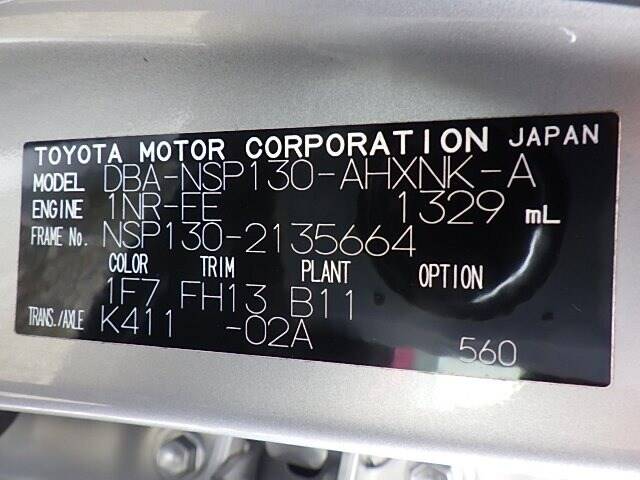 TOYOTA MOTOR CORPORATION JAPAN
MODEL DBA-NSP130-AHXNK-A
ENGINE 1NR-FE 1329 mL
FRAME No. NSP130-2135664
COLOR TRIM PLANT OPTION
1F7 FH13 B11
TRANS./AXLE K411 -02A
560